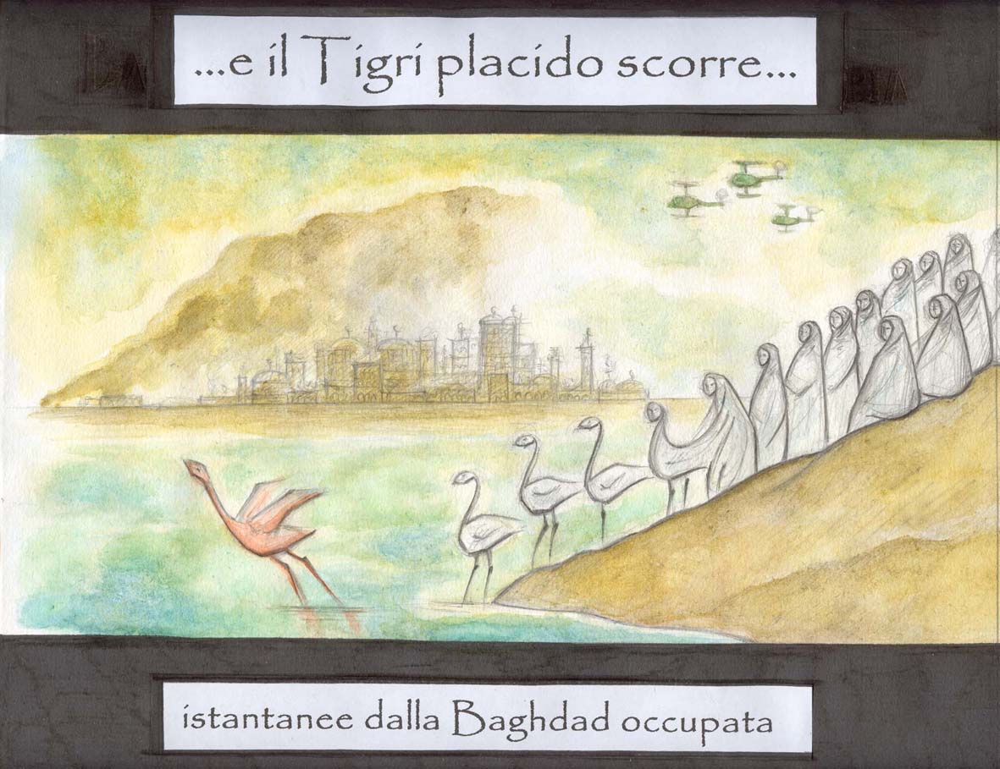 ...e il Tigri placido scorre...
istantanee dalla Baghdad occupata